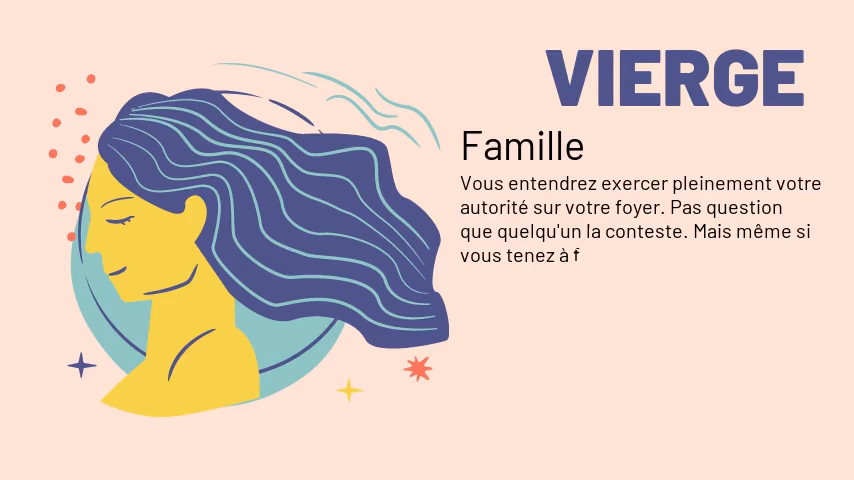 VIERGE
Famille
Vous entendrez exercer pleinement votre
autorité sur votre foyer. Pas question
que quelqu'un la conteste. Mais même si
vous tenez à f